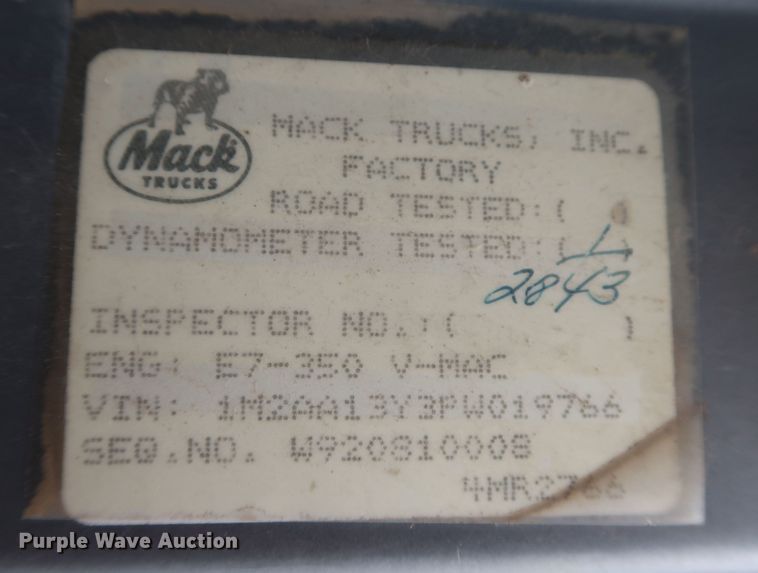 Mack
TRUCKS
MACK TRUCKS, INC.
FACTORY
ROAD TESTED:(
DYNAMOMETER TESTED:( / )
2843
INSPECTOR NO.:( )
ENG: E7-350 V-MAC
VIN: 1M2AA13Y3PW019766
SEQ.NO. W920810008
4MR2766
Purple Wave Auction